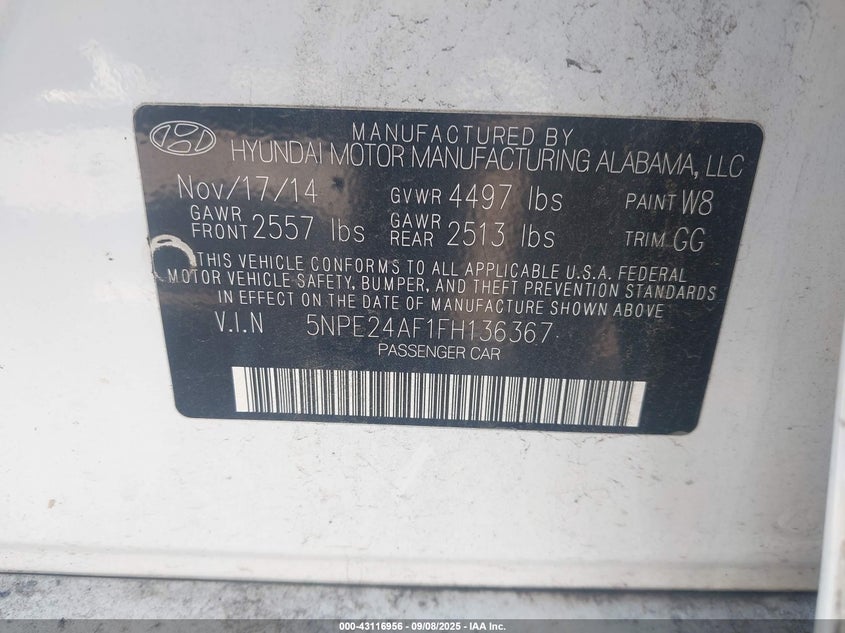 MANUFACTURED BY
HYUNDAI MOTOR MANUFACTURING ALABAMA, LLC
Nov/17/14 GVWR 4497 lbs PAINT W8
GAWR FRONT 2557 lbs GAWR REAR 2513 lbs TRIM GG
THIS VEHICLE CONFORMS TO ALL APPLICABLE U.S.A. FEDERAL
MOTOR VEHICLE SAFETY, BUMPER, AND THEFT PREVENTION STANDARDS
IN EFFECT ON THE DATE OF MANUFACTURE SHOWN ABOVE
V.I.N 5NPE24AF1FH136367
PASSENGER CAR
000-43116956 - 09/08/2025 - IAA Inc.